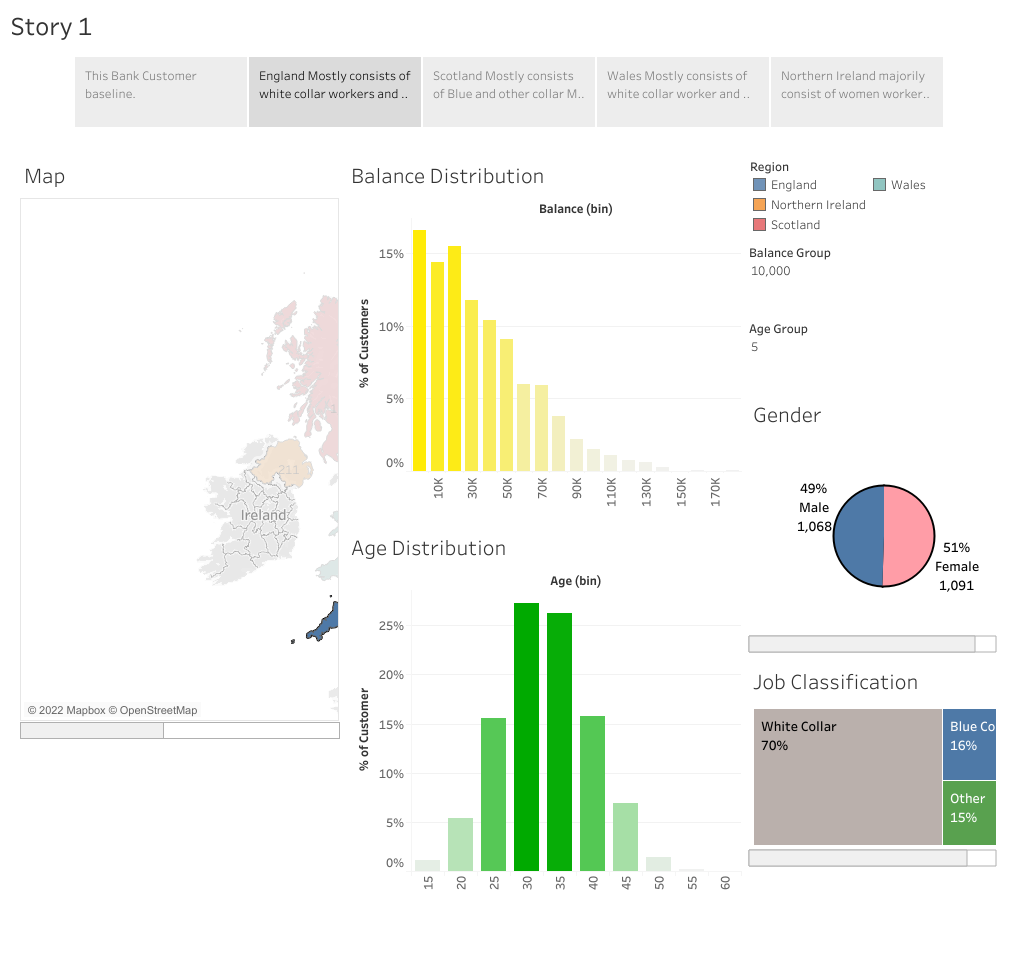 Story 1
This Bank Customer
baseline.
England Mostly consists of
white collar workers and ..
Scotland Mostly consists
of Blue and other collar M..
Wales Mostly consists of
white collar worker and ..
Northern Ireland majorily
consist of women worker..
Map
211
Ireland
© 2022 Mapbox © OpenStreetMap
Balance Distribution
Balance (bin)
% of Customers
15%
10%
5%
0%
10K
30K
50K
70K
90K
110K
130K
150K
170K
Age Distribution
Age (bin)
% of Customer
25%
20%
15%
10%
5%
0%
15
20
25
30
35
40
45
50
55
60
Region
England
Wales
Northern Ireland
Scotland
Balance Group
10,000
Age Group
5
Gender
49%
Male
1,068
51%
Female
1,091
Job Classification
White Collar
70%
Blue Co
16%
Other
15%